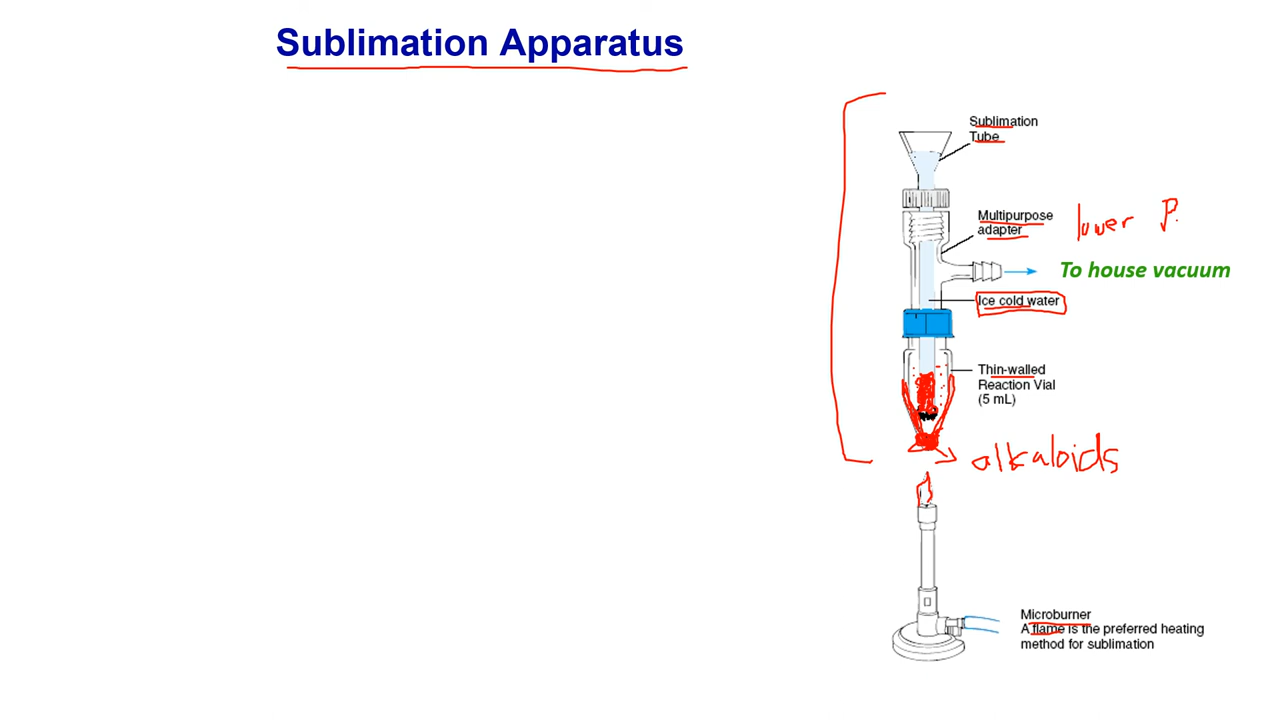 Sublimation Apparatus
Sublimation
Tube
Multipurpose
adapter
lower P.
To house vacuum
Ice cold water
Thin-walled
Reaction Vial
(5 mL)
alkaloids
Microburner
A flame is the preferred heating
method for sublimation